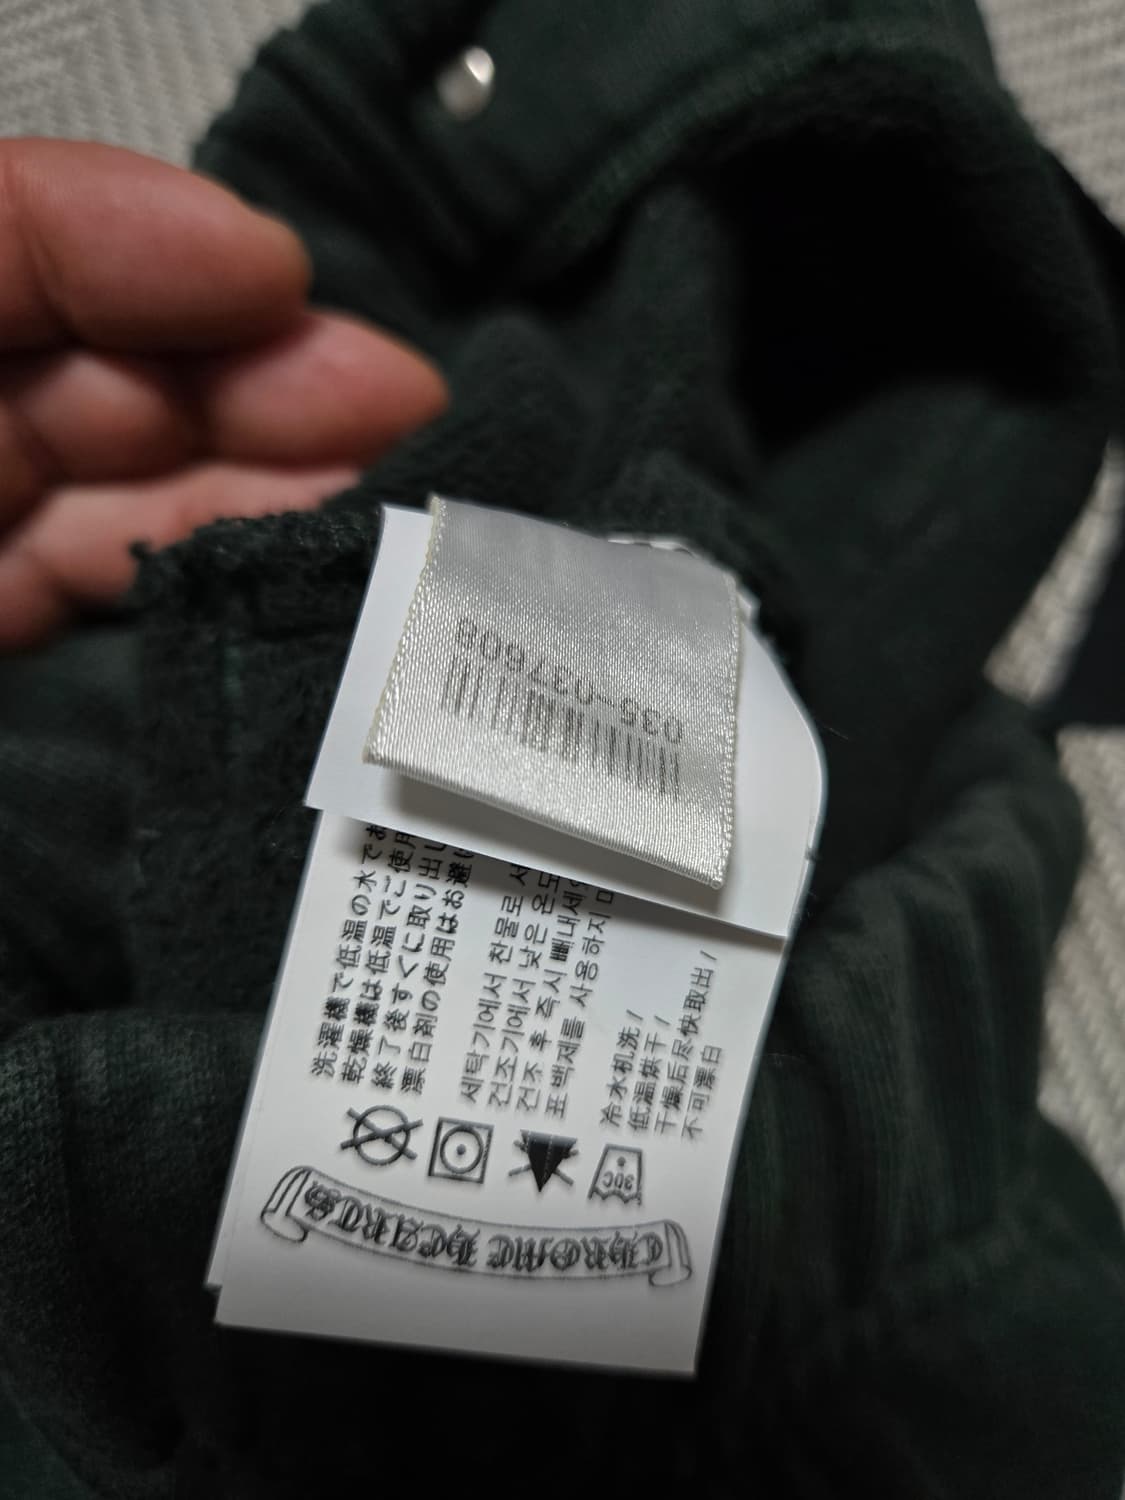 035-037608
洗濯機で低温の水でお
乾燥機は低温でご使用
終了後すぐに取り出し
漂白剤の使用はお避け
세탁기에서 찬물로 세
건조기에서 낮은 온도
건조 후 즉시 빼내세요
표백제를 사용하지 마
冷水机洗 /
低温烘干 /
干燥后尽快取出 /
不可漂白
30C
CHROME HEARTS